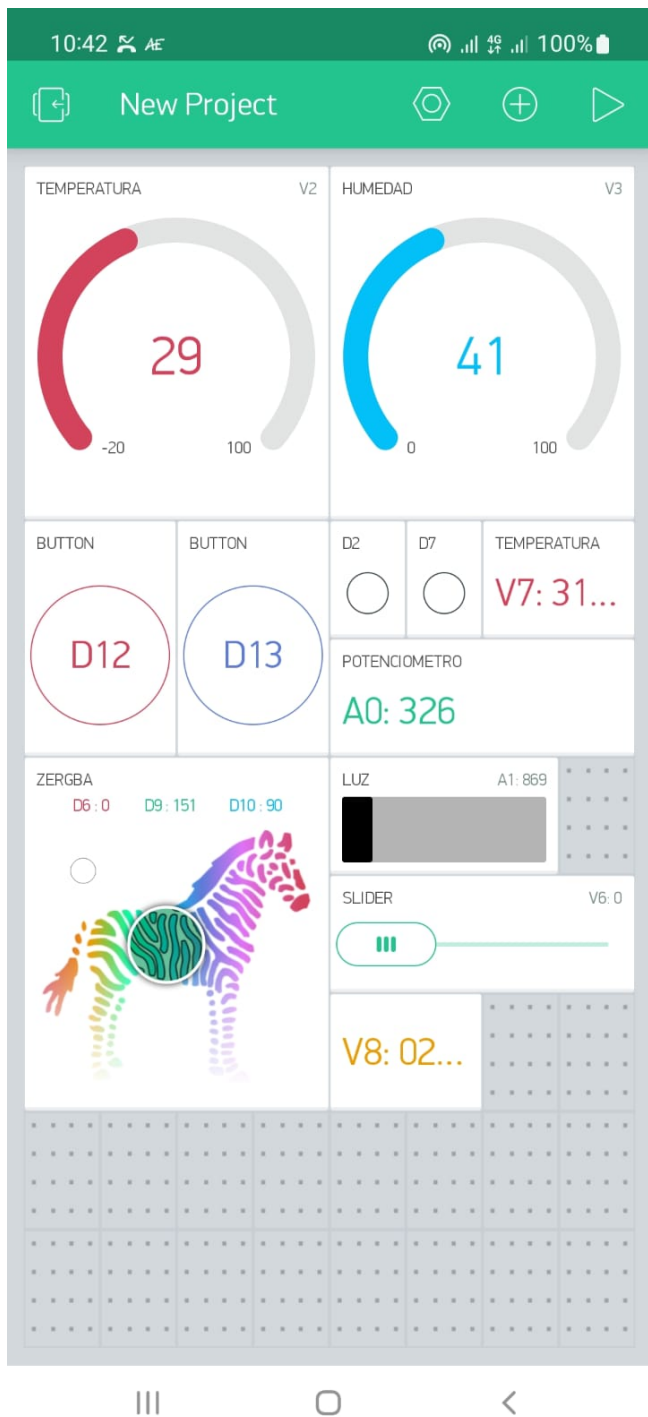 10:42 AE 4G 100%
New Project
TEMPERATURA V2
29
-20 100
HUMEDAD V3
41
0 100
BUTTON
D12
BUTTON
D13
D2
D7
TEMPERATURA
V7: 31...
POTENCIOMETRO
A0: 326
ZERGBA
D6 : 0 D9 : 151 D10 : 90
LUZ A1: 869
SLIDER V6: 0
V8: 02...